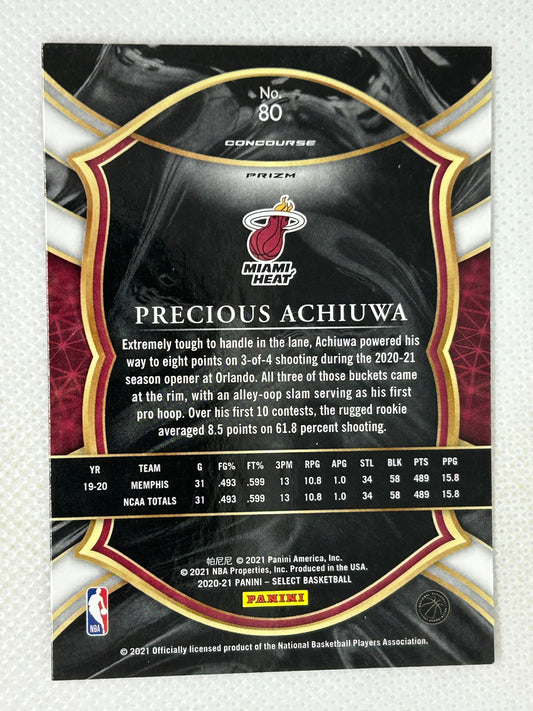 No.
80
CONCOURSE
PRIZM
MIAMI
HEAT
PRECIOUS ACHIUWA
Extremely tough to handle in the lane, Achiuwa powered his
way to eight points on 3-of-4 shooting during the 2020-21
season opener at Orlando. All three of those buckets came
at the rim, with an alley-oop slam serving as his first
pro hoop. Over his first 10 contests, the rugged rookie
averaged 8.5 points on 61.8 percent shooting.
YR TEAM G FG% FT% 3PM RPG APG STL BLK PTS PPG
19-20 MEMPHIS 31 .493 .599 13 10.8 1.0 34 58 489 15.8
NCAA TOTALS 31 .493 .599 13 10.8 1.0 34 58 489 15.8
帕尼尼 © 2021 Panini America, Inc.
© 2021 NBA Properties, Inc. Produced in the USA.
2020-21 PANINI – SELECT BASKETBALL
PANINI
NBA
© 2021 Officially licensed product of the National Basketball Players Association.